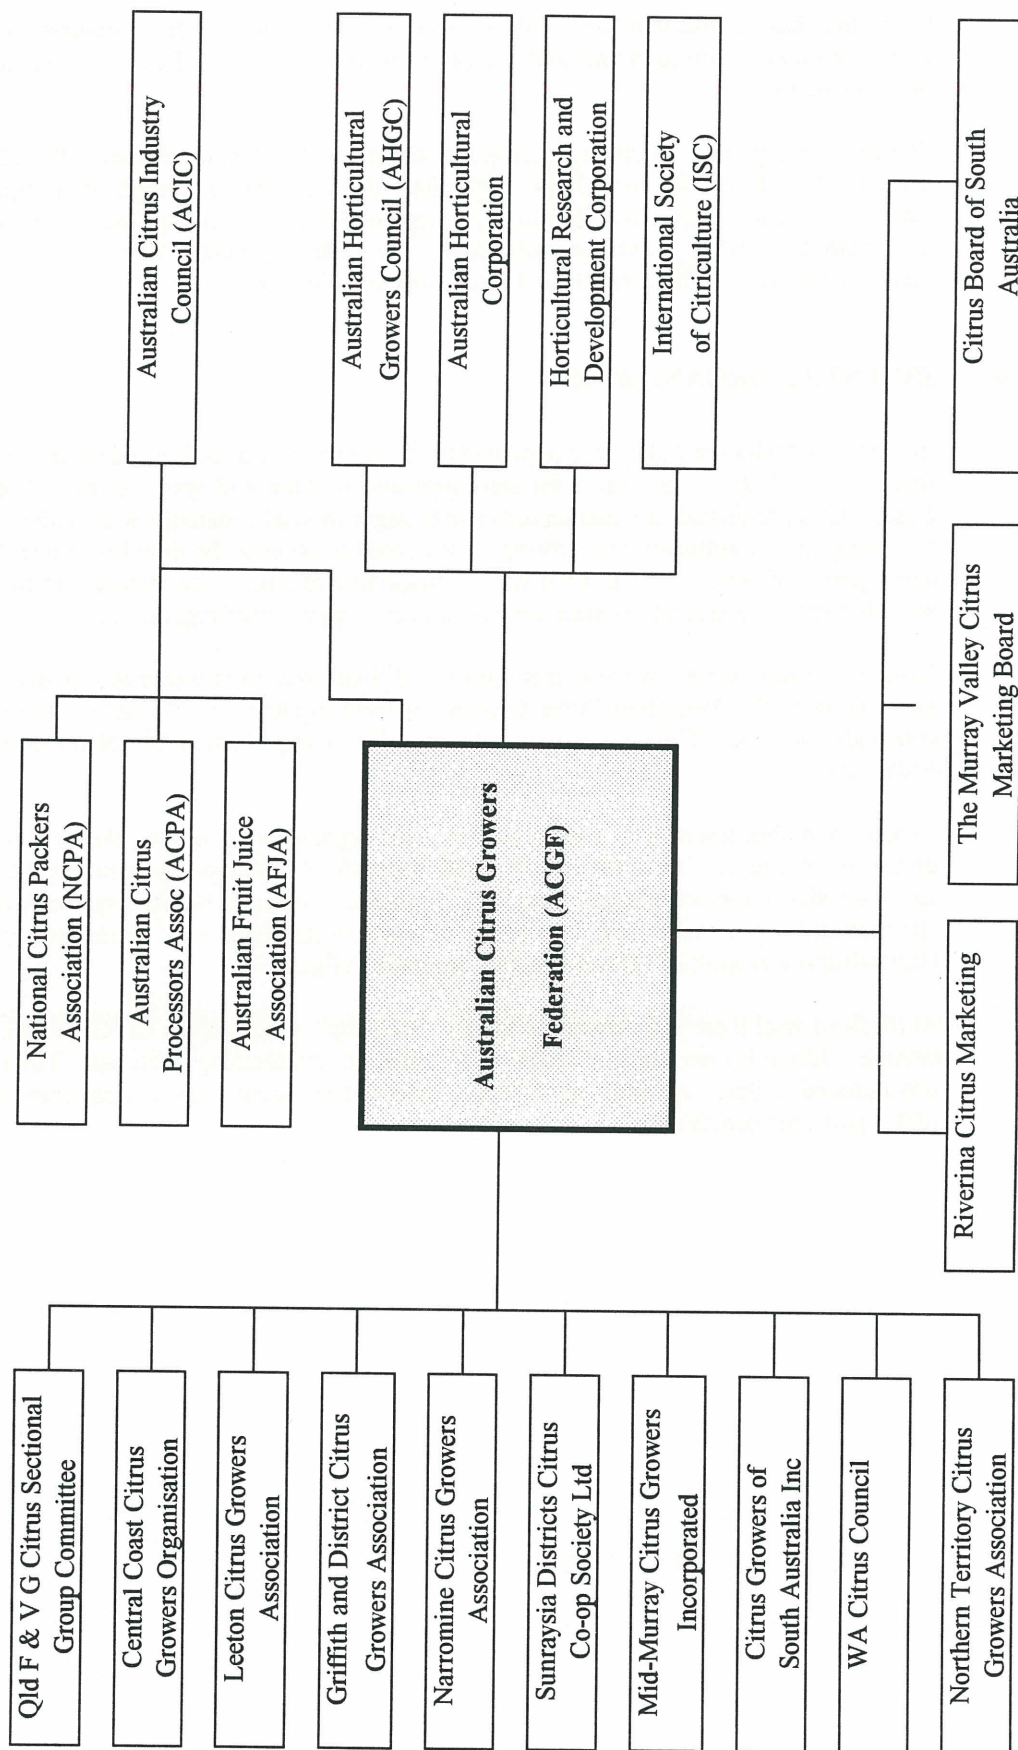 Qld F & V G Citrus Sectional
Group Committee
Central Coast Citrus
Growers Organisation
Leeton Citrus Growers
Association
Griffith and District Citrus
Growers Association
Narromine Citrus Growers
Association
Sunraysia Districts Citrus
Co-op Society Ltd
Mid-Murray Citrus Growers
Incorporated
Citrus Growers of
South Australia Inc
WA Citrus Council
Northern Territory Citrus
Growers Association
National Citrus Packers
Association (NCPA)
Australian Citrus
Processors Assoc (ACPA)
Australian Fruit Juice
Association (AFJA)
Australian Citrus Growers
Federation (ACGF)
Riverina Citrus Marketing
The Murray Valley Citrus
Marketing Board
Citrus Board of South
Australia
Australian Citrus Industry
Council (ACIC)
Australian Horticultural
Growers Council (AHGC)
Australian Horticultural
Corporation
Horticultural Research and
Development Corporation
International Society
of Citriculture (ISC)